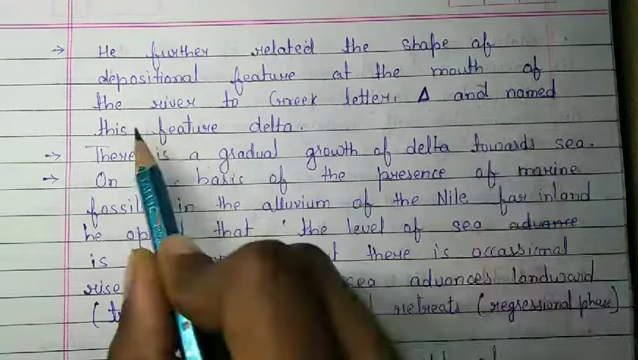 → He further related the shape of
depositional feature at the mouth of
the river to Greek letter, Δ and named
this feature delta.
→ There is a gradual growth of delta towards sea.
→ On basis of the presence of marine
fossil in the alluvium of the Nile far inland
he that the level of sea advance
is there is occassional
rise sea advances landward
retreats (regressional phase)